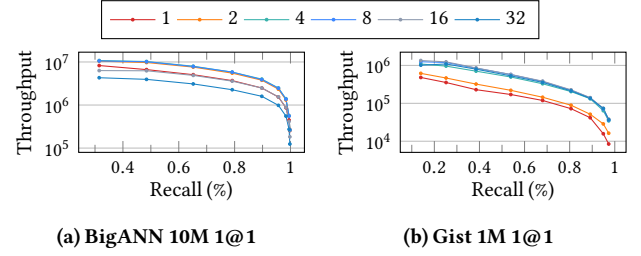 1 2 4 8 16 32
Throughput
10^7
10^6
10^5
0.4 0.6 0.8 1
Recall (%)
(a) BigANN 10M 1@1
Throughput
10^6
10^5
10^4
0.2 0.4 0.6 0.8 1
Recall (%)
(b) Gist 1M 1@1